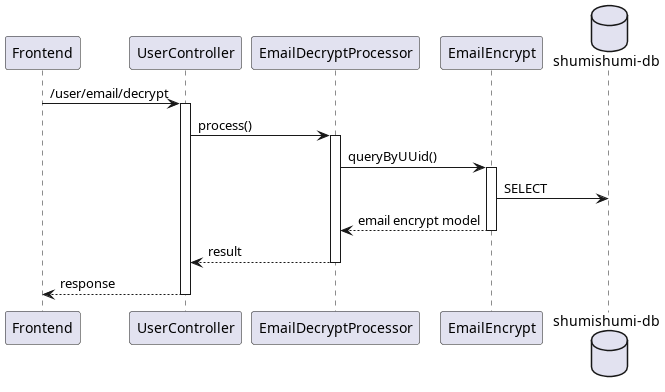 Frontend
UserController
EmailDecryptProcessor
EmailEncrypt
shumishumi-db
/user/email/decrypt
process()
queryByUUid()
SELECT
email encrypt model
result
response
Frontend
UserController
EmailDecryptProcessor
EmailEncrypt
shumishumi-db